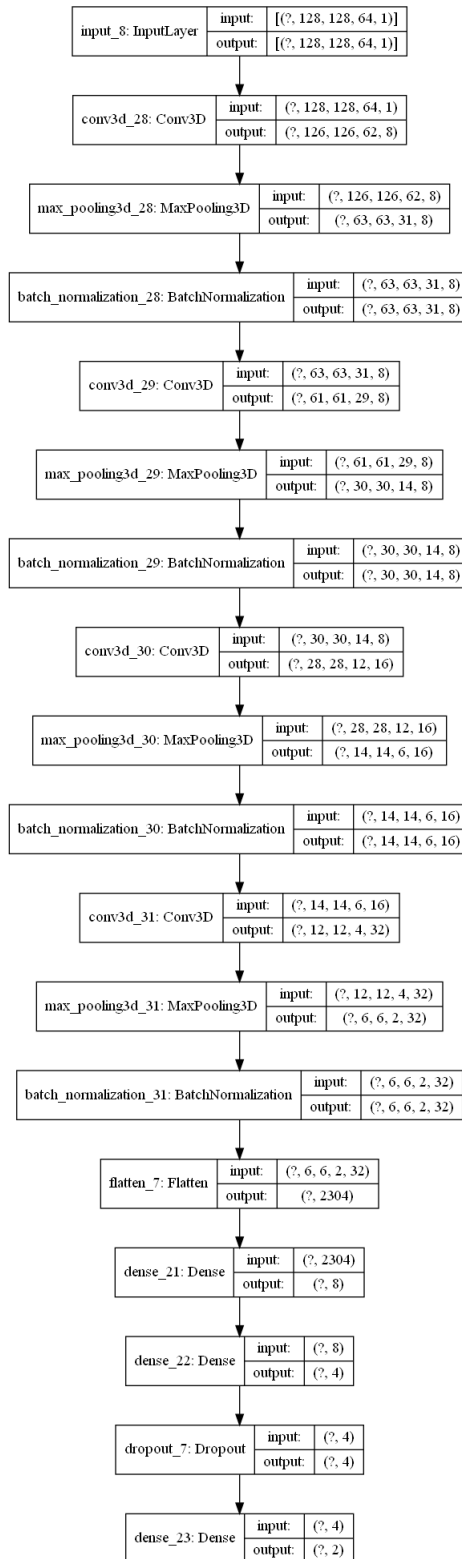 input_8: InputLayer
input: [(?, 128, 128, 64, 1)]
output: [(?, 128, 128, 64, 1)]
conv3d_28: Conv3D
input: (?, 128, 128, 64, 1)
output: (?, 126, 126, 62, 8)
max_pooling3d_28: MaxPooling3D
input: (?, 126, 126, 62, 8)
output: (?, 63, 63, 31, 8)
batch_normalization_28: BatchNormalization
input: (?, 63, 63, 31, 8)
output: (?, 63, 63, 31, 8)
conv3d_29: Conv3D
input: (?, 63, 63, 31, 8)
output: (?, 61, 61, 29, 8)
max_pooling3d_29: MaxPooling3D
input: (?, 61, 61, 29, 8)
output: (?, 30, 30, 14, 8)
batch_normalization_29: BatchNormalization
input: (?, 30, 30, 14, 8)
output: (?, 30, 30, 14, 8)
conv3d_30: Conv3D
input: (?, 30, 30, 14, 8)
output: (?, 28, 28, 12, 16)
max_pooling3d_30: MaxPooling3D
input: (?, 28, 28, 12, 16)
output: (?, 14, 14, 6, 16)
batch_normalization_30: BatchNormalization
input: (?, 14, 14, 6, 16)
output: (?, 14, 14, 6, 16)
conv3d_31: Conv3D
input: (?, 14, 14, 6, 16)
output: (?, 12, 12, 4, 32)
max_pooling3d_31: MaxPooling3D
input: (?, 12, 12, 4, 32)
output: (?, 6, 6, 2, 32)
batch_normalization_31: BatchNormalization
input: (?, 6, 6, 2, 32)
output: (?, 6, 6, 2, 32)
flatten_7: Flatten
input: (?, 6, 6, 2, 32)
output: (?, 2304)
dense_21: Dense
input: (?, 2304)
output: (?, 8)
dense_22: Dense
input: (?, 8)
output: (?, 4)
dropout_7: Dropout
input: (?, 4)
output: (?, 4)
dense_23: Dense
input: (?, 4)
output: (?, 2)